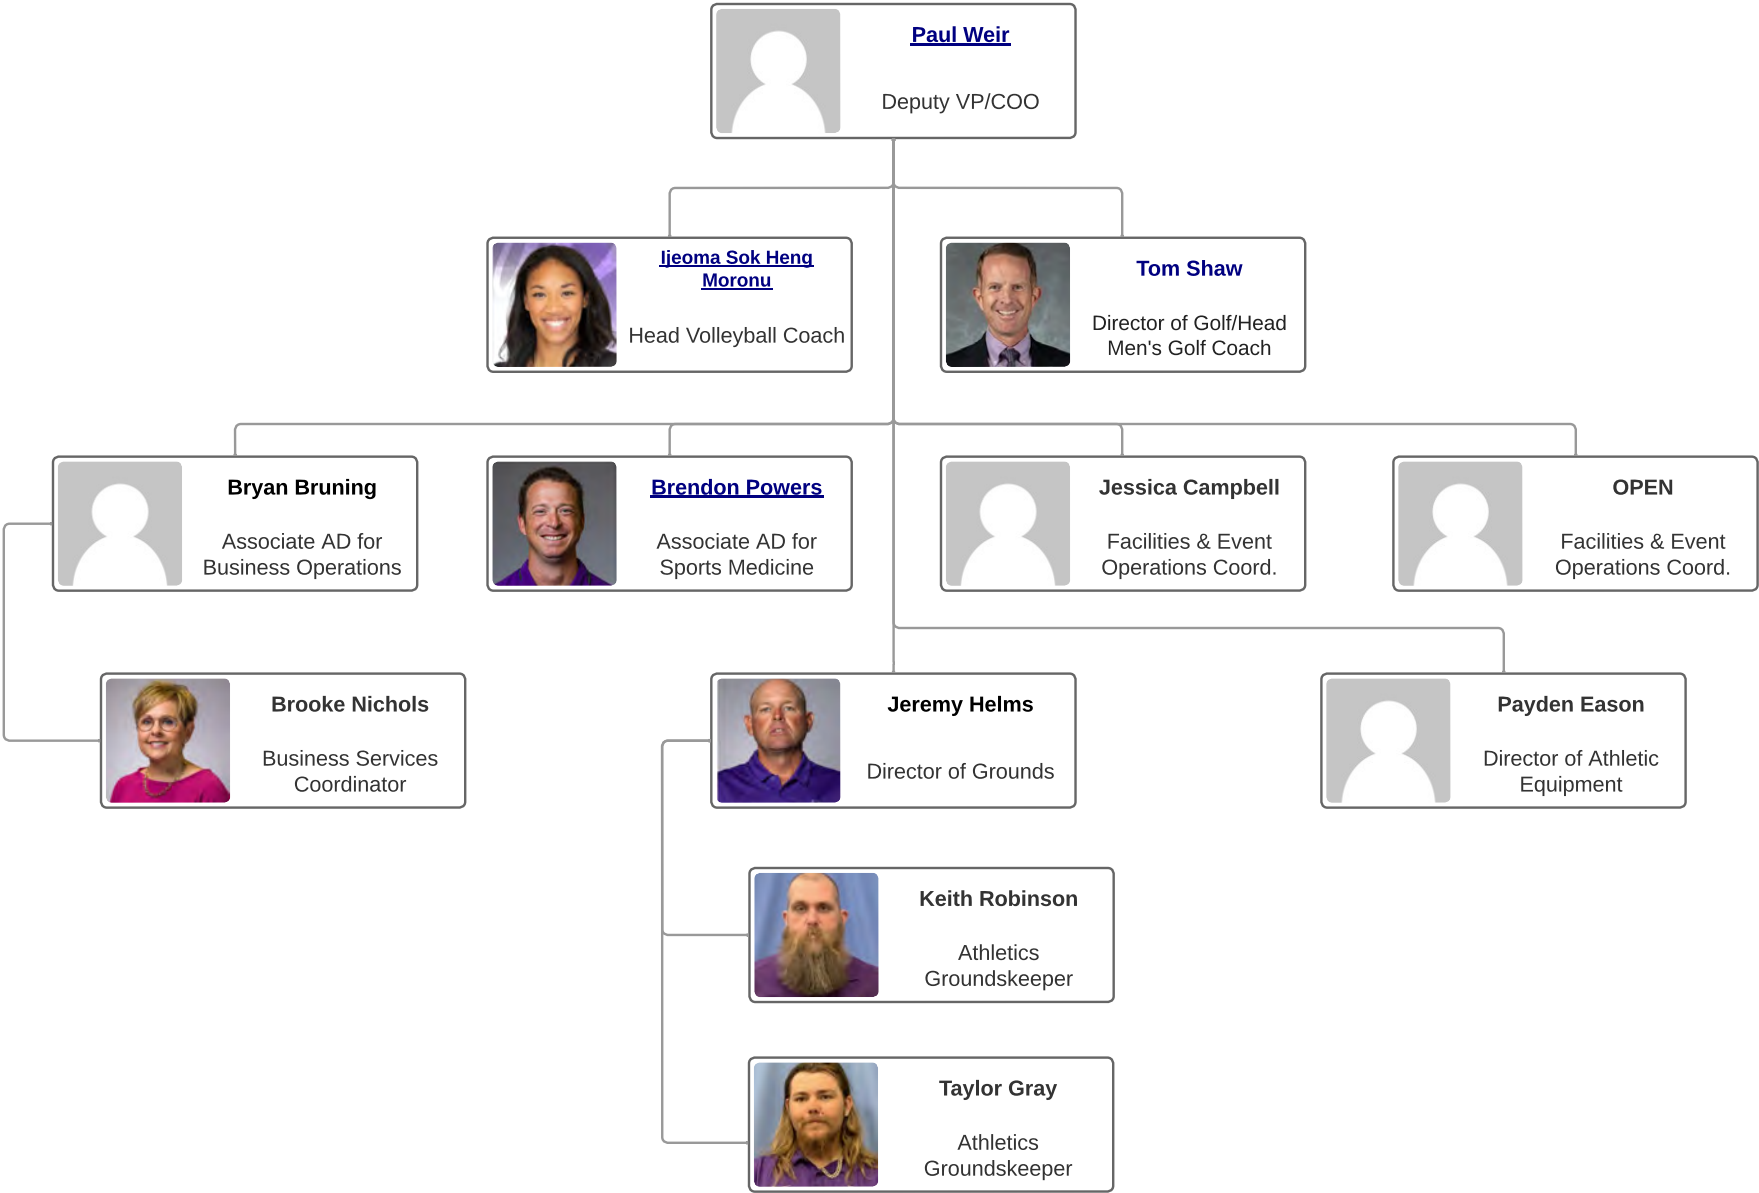 Paul Weir
Deputy VP/COO
Ijeoma Sok Heng
Moronu
Head Volleyball Coach
Tom Shaw
Director of Golf/Head
Men's Golf Coach
Bryan Bruning
Associate AD for
Business Operations
Brendon Powers
Associate AD for
Sports Medicine
Jessica Campbell
Facilities & Event
Operations Coord.
OPEN
Facilities & Event
Operations Coord.
Brooke Nichols
Business Services
Coordinator
Jeremy Helms
Director of Grounds
Payden Eason
Director of Athletic
Equipment
Keith Robinson
Athletics
Groundskeeper
Taylor Gray
Athletics
Groundskeeper